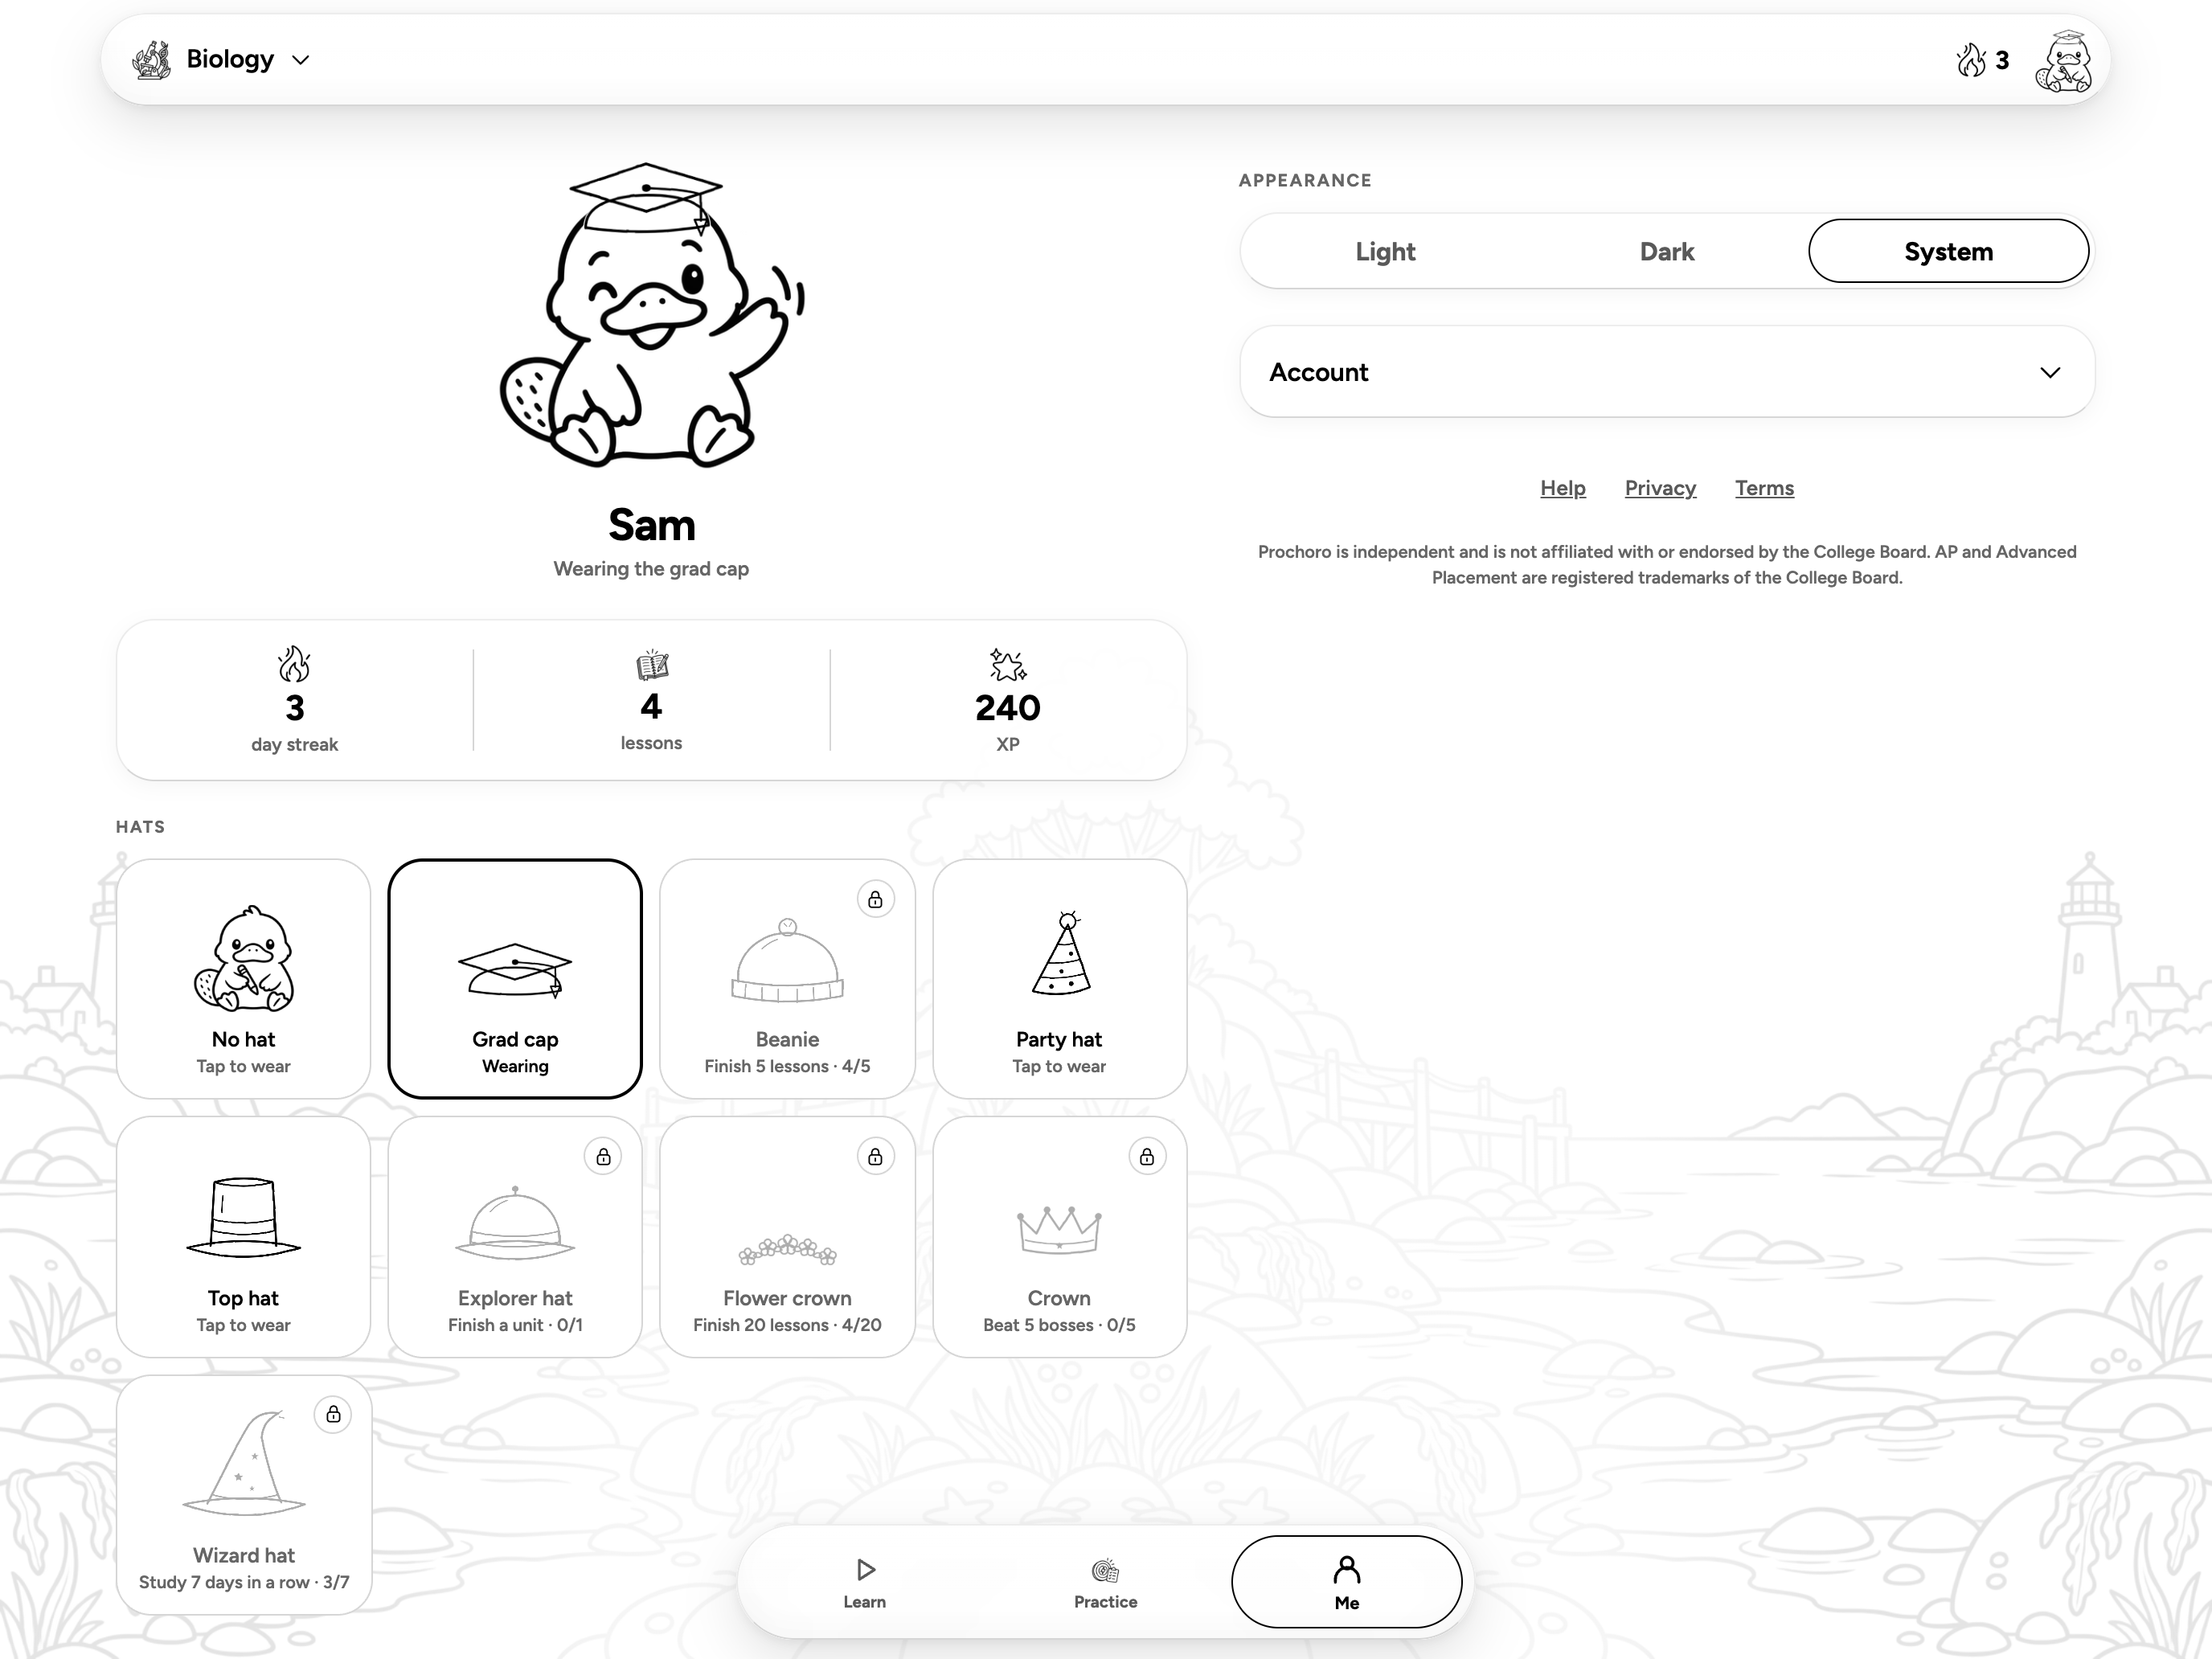 Biology
3
APPEARANCE
Light
Dark
System
Account
Help
Privacy
Terms
Prochoro is independent and is not affiliated with or endorsed by the College Board. AP and Advanced
Placement are registered trademarks of the College Board.
Sam
Wearing the grad cap
3
day streak
4
lessons
240
XP
HATS
No hat
Tap to wear
Grad cap
Wearing
Beanie
Finish 5 lessons · 4/5
Party hat
Tap to wear
Top hat
Tap to wear
Explorer hat
Finish a unit · 0/1
Flower crown
Finish 20 lessons · 4/20
Crown
Beat 5 bosses · 0/5
Wizard hat
Study 7 days in a row · 3/7
Learn
Practice
Me